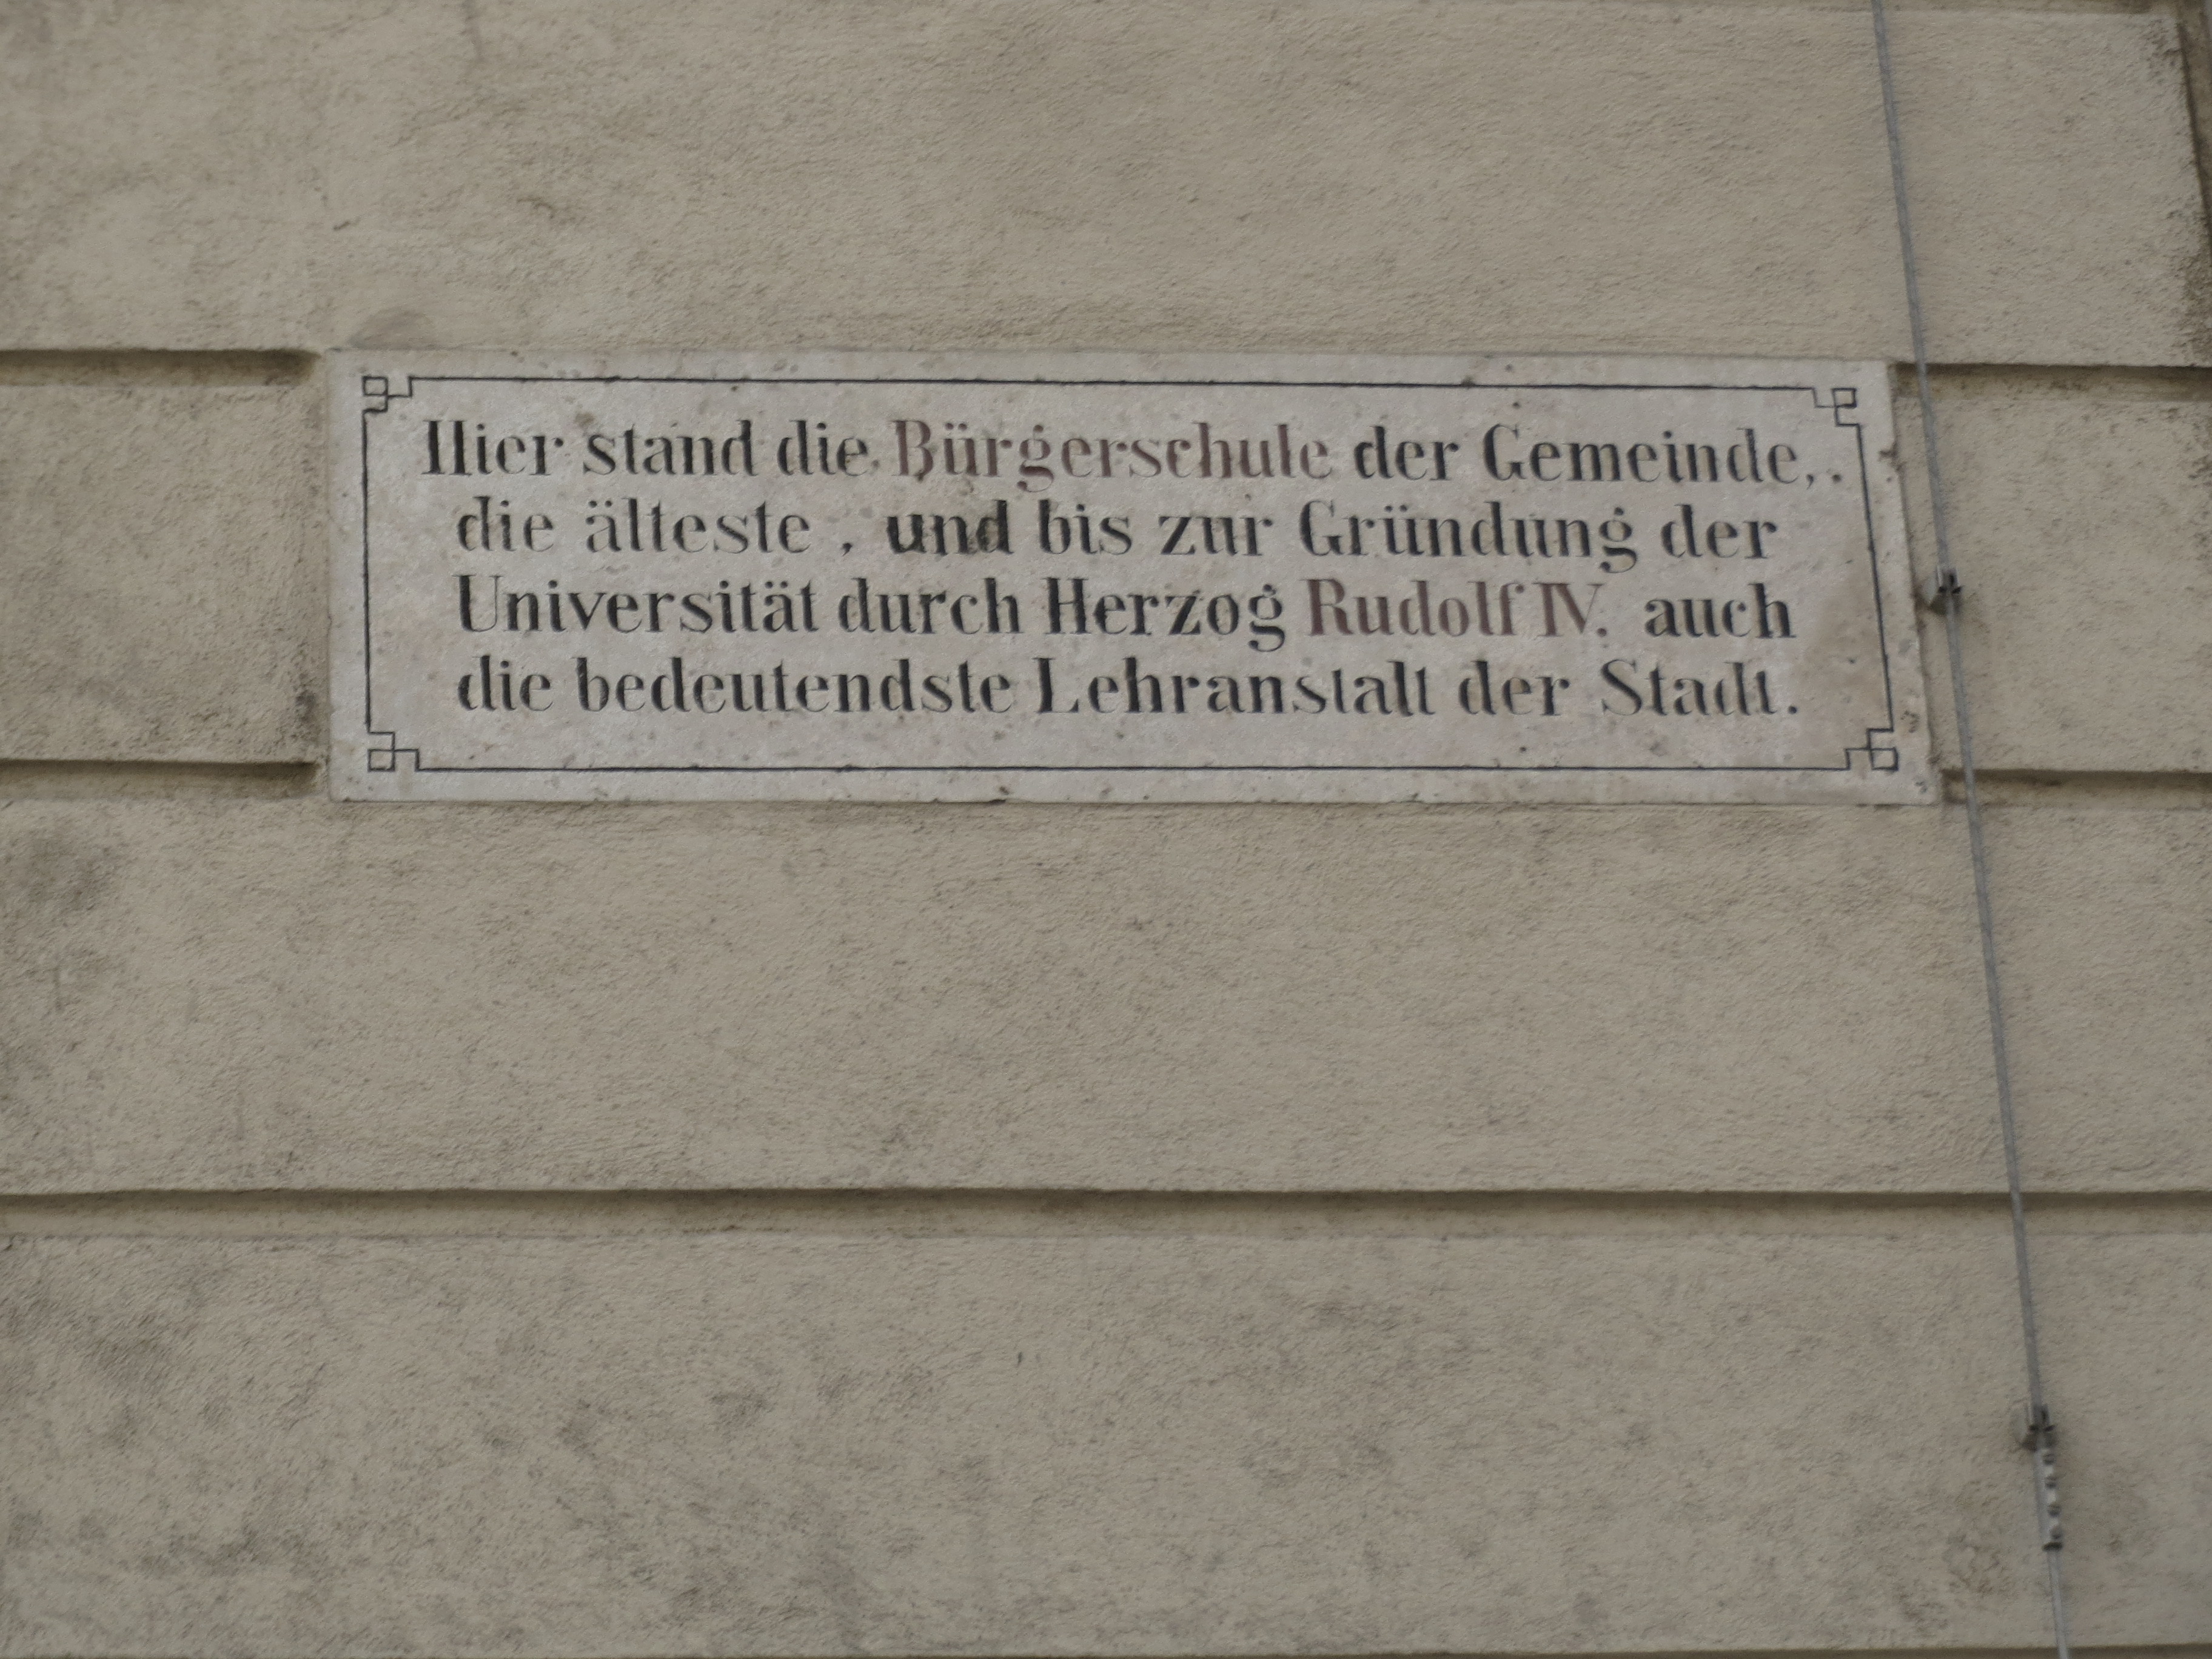 Hier stand die Bürgerschule der Gemeinde,
die älteste, und bis zur Gründung der
Universität durch Herzog Rudolf IV. auch
die bedeutendste Lehranstalt der Stadt.